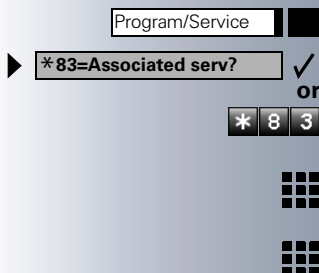 Program/Service
*83=Associated serv?
or
* 8 3